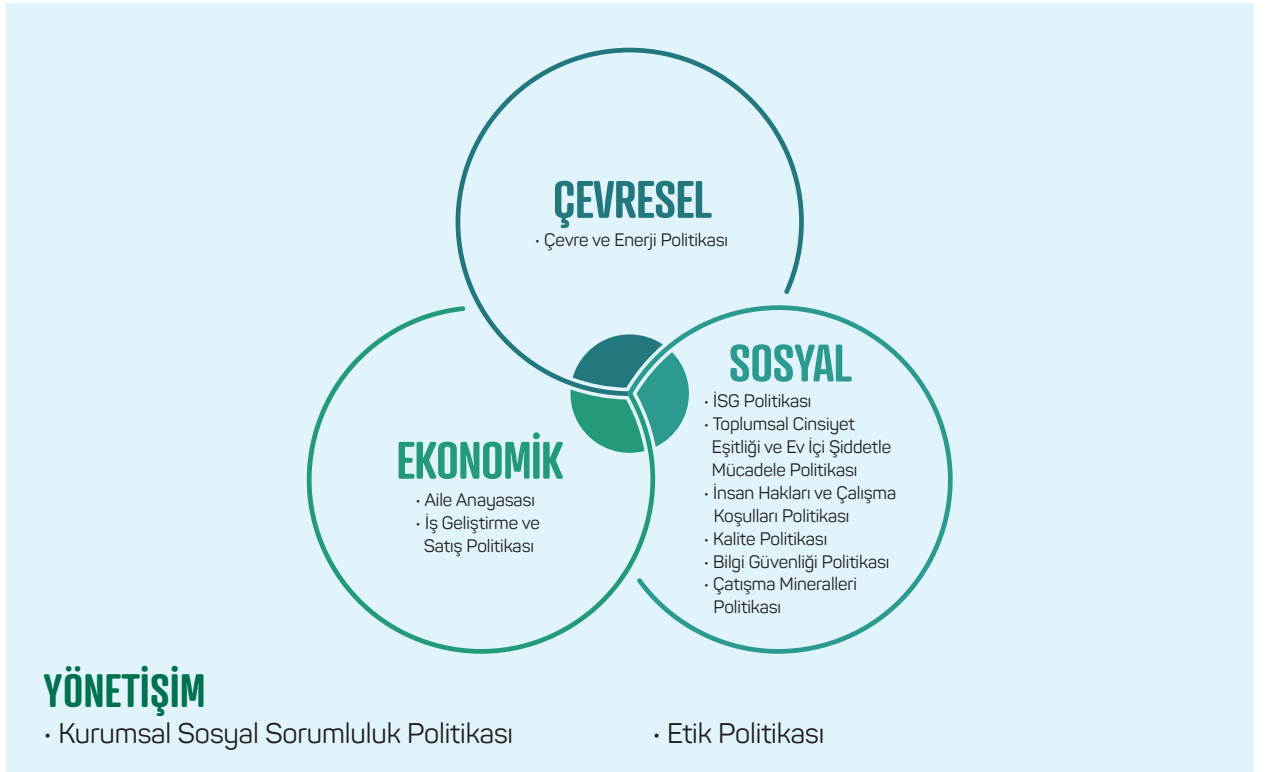 ÇEVRESEL
· Çevre ve Enerji Politikası
SOSYAL
· İSG Politikası
· Toplumsal Cinsiyet
Eşitliği ve Ev İçi Şiddetle
Mücadele Politikası
· İnsan Hakları ve Çalışma
Koşulları Politikası
· Kalite Politikası
· Bilgi Güvenliği Politikası
· Çatışma Mineralleri
Politikası
EKONOMİK
· Aile Anayasası
· İş Geliştirme ve
Satış Politikası
YÖNETİŞİM
· Kurumsal Sosyal Sorumluluk Politikası
· Etik Politikası